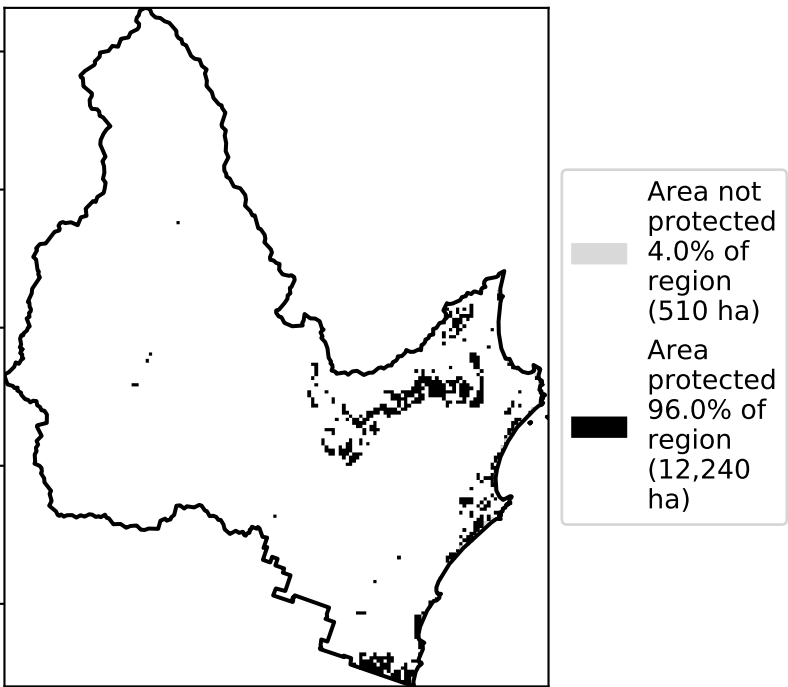 Area not
protected
4.0% of
region
(510 ha)
Area
protected
96.0% of
region
(12,240
ha)